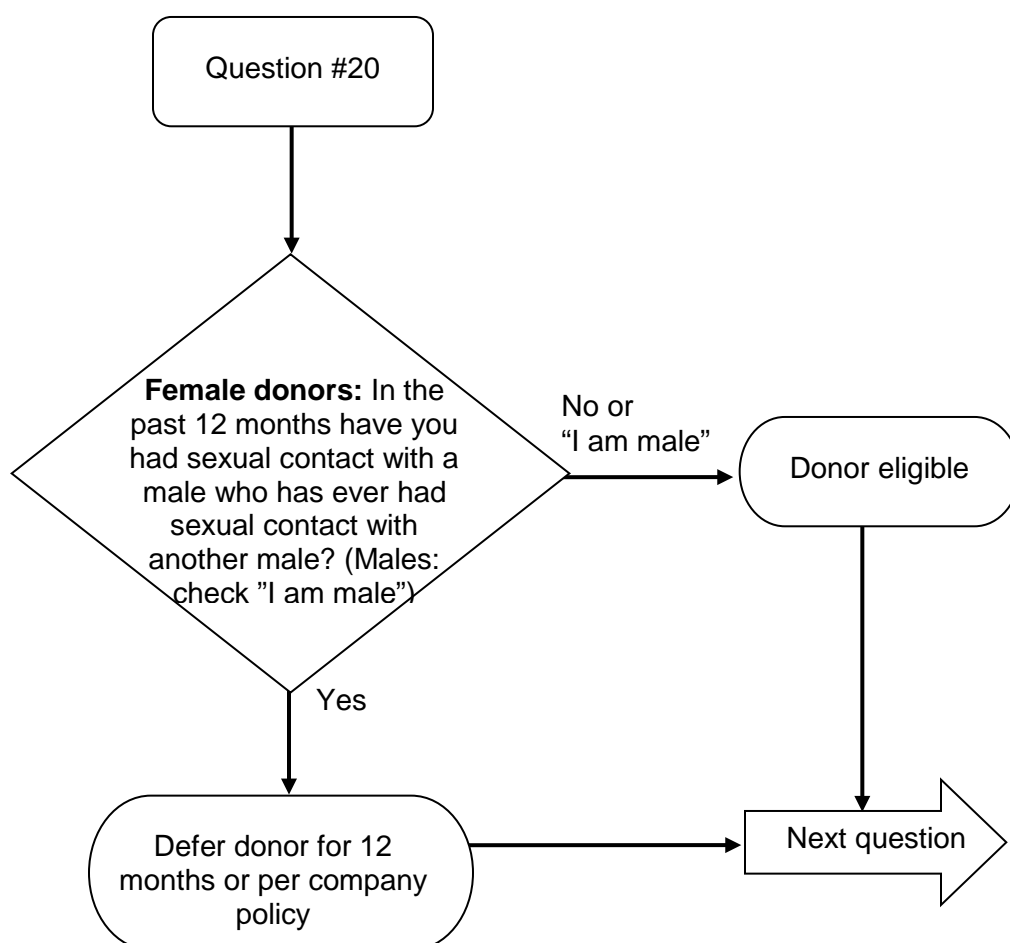 Question #20
Female donors: In the
past 12 months have you
had sexual contact with a
male who has ever had
sexual contact with
another male? (Males:
check ”I am male”)
No or
“I am male”
Donor eligible
Yes
Defer donor for 12
months or per company
policy
Next question